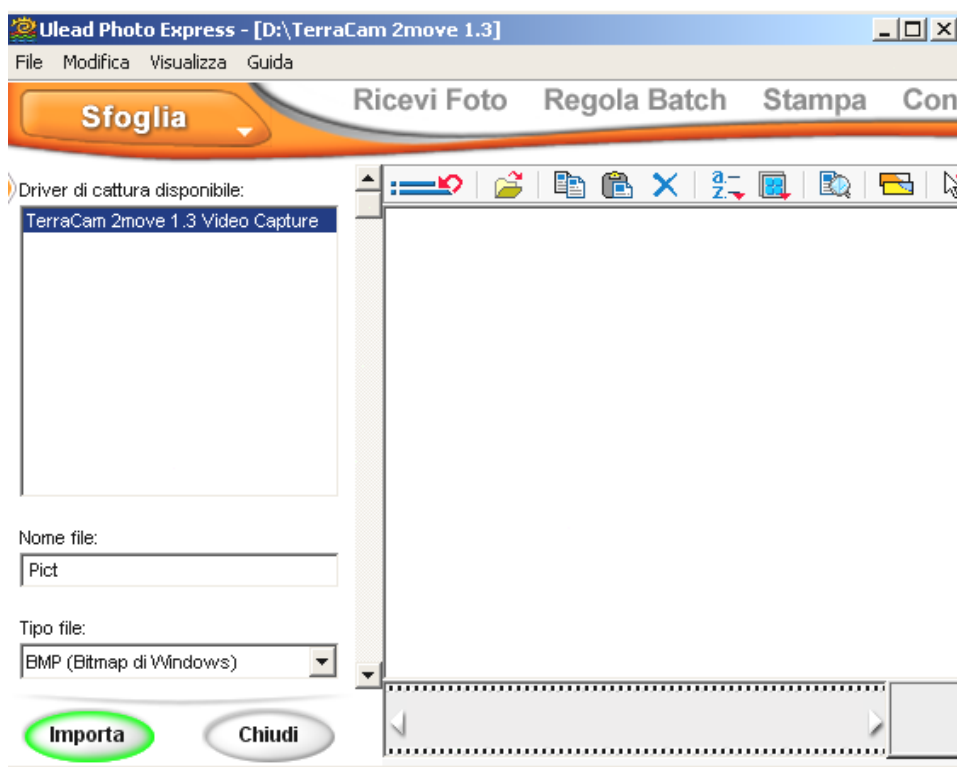 Ulead Photo Express - [D:\TerraCam 2move 1.3]
File Modifica Visualizza Guida
Sfoglia
Ricevi Foto Regola Batch Stampa Con
Driver di cattura disponibile:
TerraCam 2move 1.3 Video Capture
a
z
Nome file:
Pict
Tipo file:
BMP (Bitmap di Windows)
Importa Chiudi